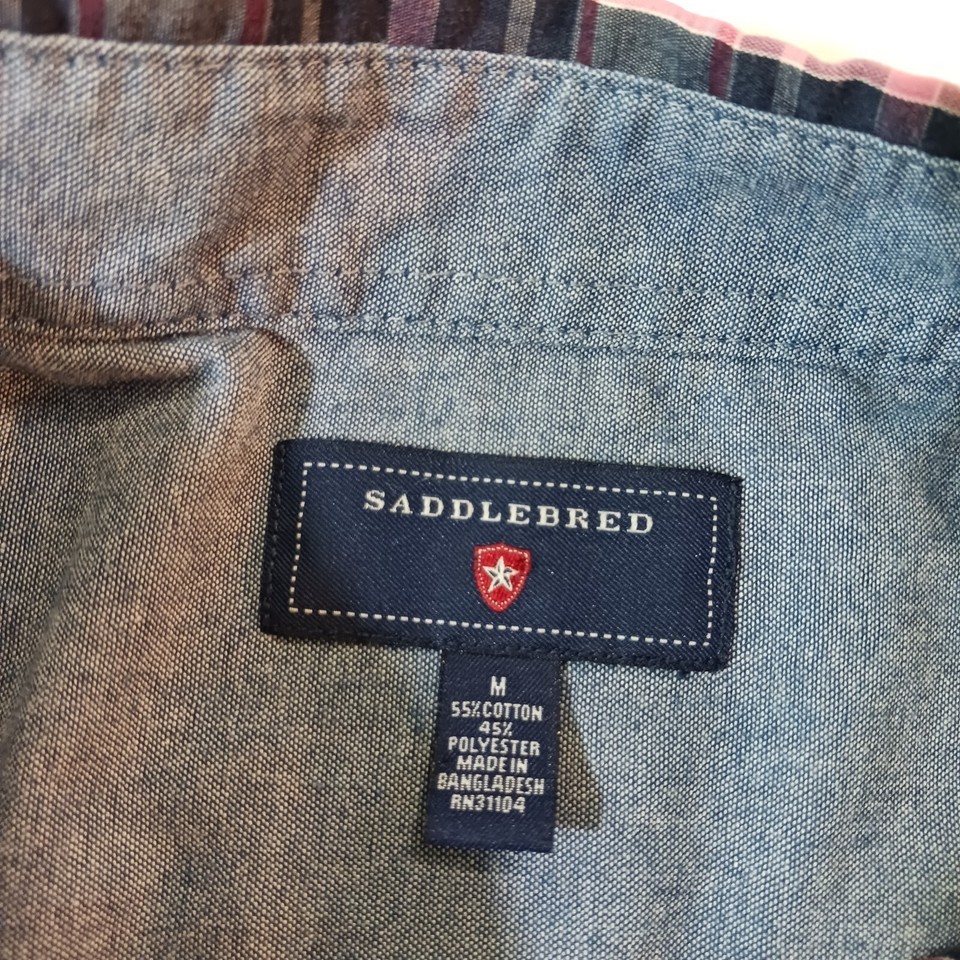 SADDLEBRED
M
55% COTTON
45%
POLYESTER
MADE IN
BANGLADESH
RN31104